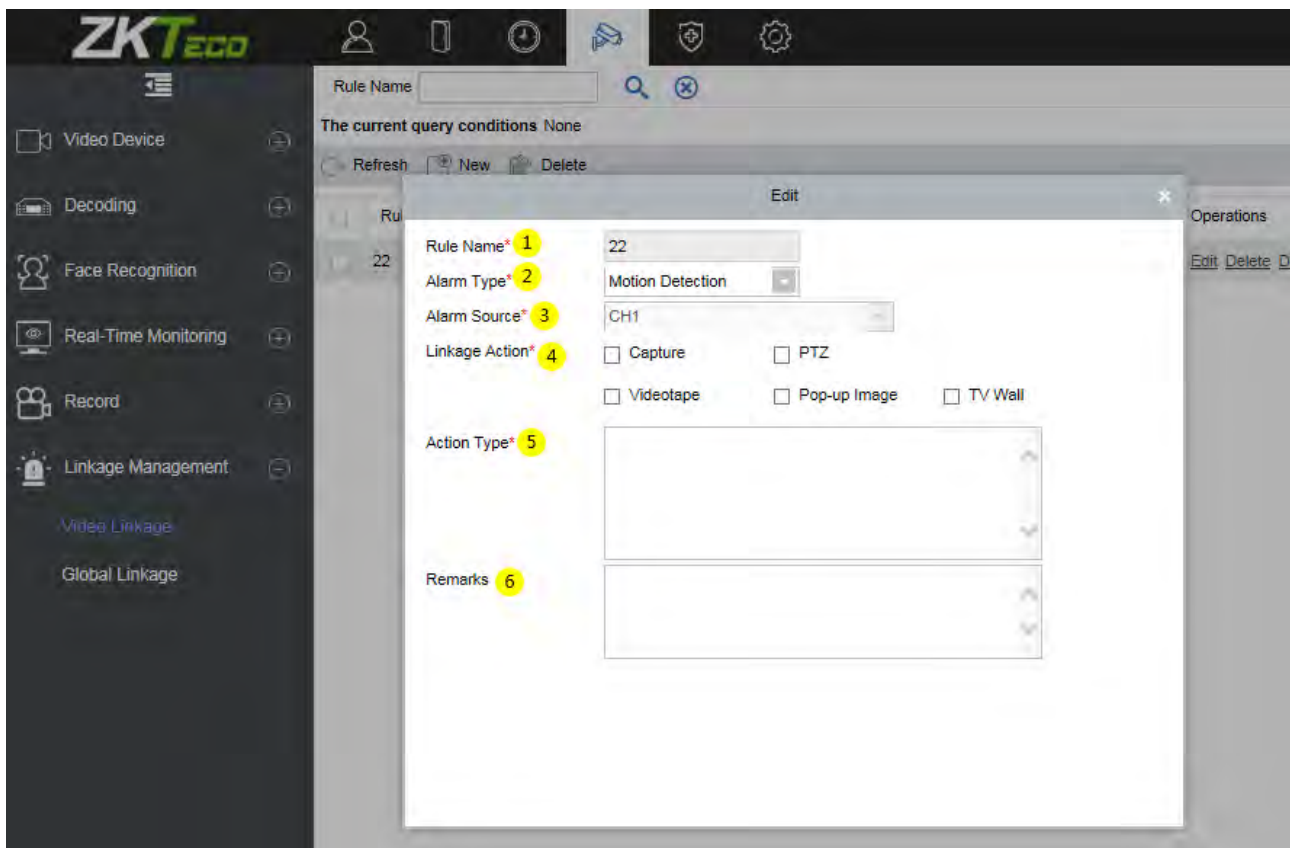 ZKTECO
Rule Name
The current query conditions None
Refresh New Delete
Video Device
Decoding
Face Recognition
Real-Time Monitoring
Record
Linkage Management
Video Linkage
Global Linkage
Ru Operations
22 Edit Delete D
Edit
Rule Name* 1 22
Alarm Type* 2 Motion Detection
Alarm Source* 3 CH1
Linkage Action* 4 Capture PTZ
Videotape Pop-up Image TV Wall
Action Type* 5
Remarks 6